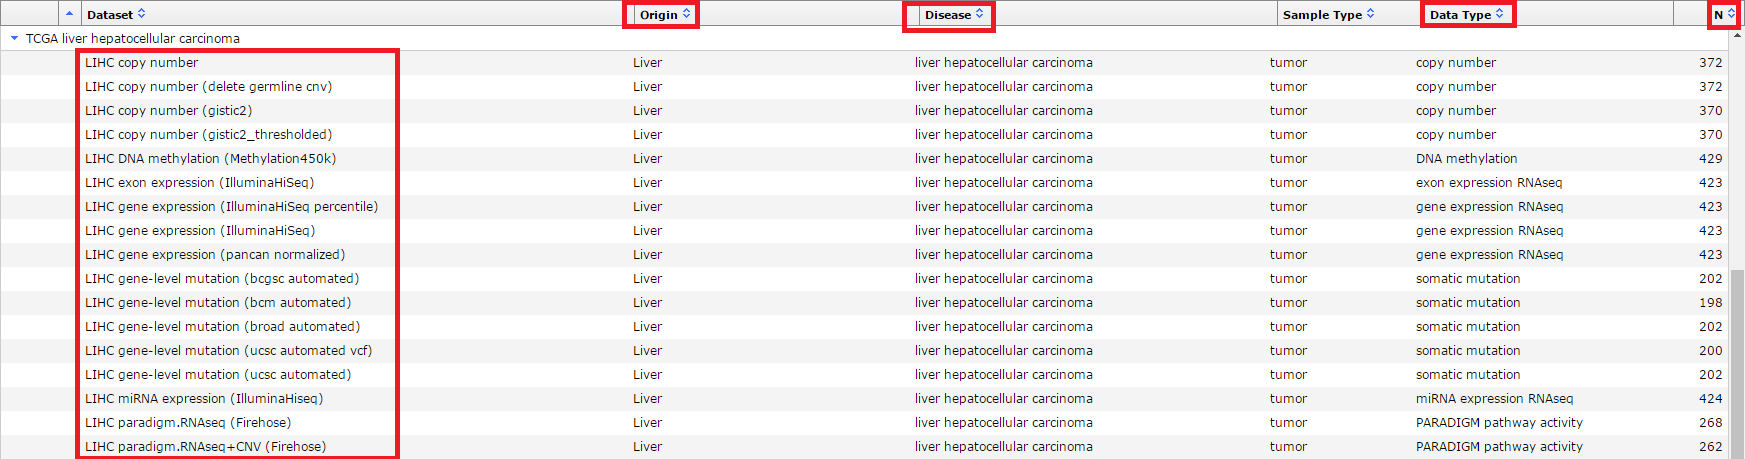 Dataset Origin Disease Sample Type Data Type N
TCGA liver hepatocellular carcinoma
LIHC copy number Liver liver hepatocellular carcinoma tumor copy number 372
LIHC copy number (delete germline cnv) Liver liver hepatocellular carcinoma tumor copy number 372
LIHC copy number (gistic2) Liver liver hepatocellular carcinoma tumor copy number 370
LIHC copy number (gistic2_thresholded) Liver liver hepatocellular carcinoma tumor copy number 370
LIHC DNA methylation (Methylation450k) Liver liver hepatocellular carcinoma tumor DNA methylation 429
LIHC exon expression (IlluminaHiSeq) Liver liver hepatocellular carcinoma tumor exon expression RNAseq 423
LIHC gene expression (IlluminaHiSeq percentile) Liver liver hepatocellular carcinoma tumor gene expression RNAseq 423
LIHC gene expression (IlluminaHiSeq) Liver liver hepatocellular carcinoma tumor gene expression RNAseq 423
LIHC gene expression (pancan normalized) Liver liver hepatocellular carcinoma tumor gene expression RNAseq 423
LIHC gene-level mutation (bcgsc automated) Liver liver hepatocellular carcinoma tumor somatic mutation 202
LIHC gene-level mutation (bcm automated) Liver liver hepatocellular carcinoma tumor somatic mutation 198
LIHC gene-level mutation (broad automated) Liver liver hepatocellular carcinoma tumor somatic mutation 202
LIHC gene-level mutation (ucsc automated vcf) Liver liver hepatocellular carcinoma tumor somatic mutation 200
LIHC gene-level mutation (ucsc automated) Liver liver hepatocellular carcinoma tumor somatic mutation 202
LIHC miRNA expression (IlluminaHiseq) Liver liver hepatocellular carcinoma tumor miRNA expression RNAseq 424
LIHC paradigm.RNAseq (Firehose) Liver liver hepatocellular carcinoma tumor PARADIGM pathway activity 268
LIHC paradigm.RNAseq+CNV (Firehose) Liver liver hepatocellular carcinoma tumor PARADIGM pathway activity 262